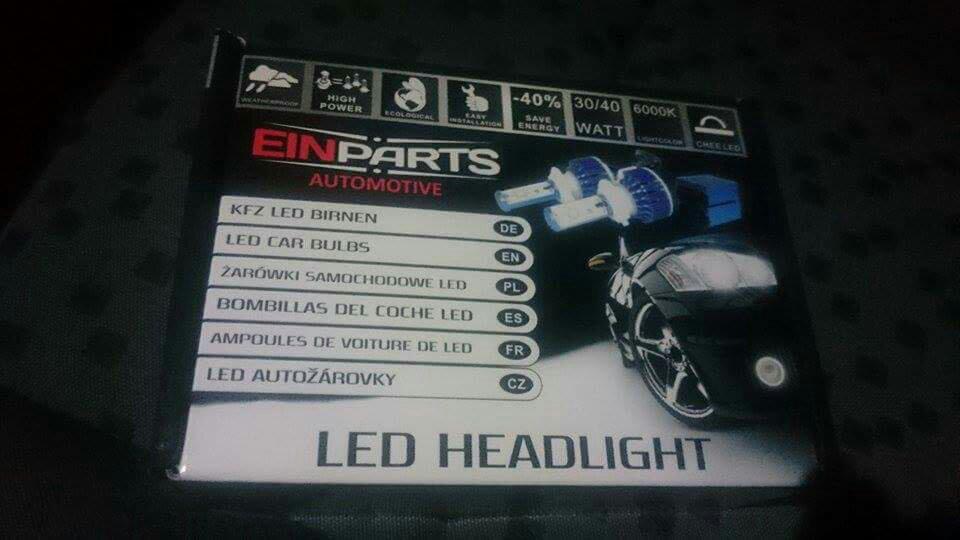 WEATHERPROOF
HIGH
POWER
ECOLOGICAL
EASY
INSTALLATION
-40%
SAVE
ENERGY
30/40
WATT
6000K
LIGHTCOLOR
CREE LED
EINPARTS
AUTOMOTIVE
KFZ LED BIRNEN DE
LED CAR BULBS EN
ŻARÓWKI SAMOCHODOWE LED PL
BOMBILLAS DEL COCHE LED ES
AMPOULES DE VOITURE DE LED FR
LED AUTOŽÁROVKY CZ
LED HEADLIGHT